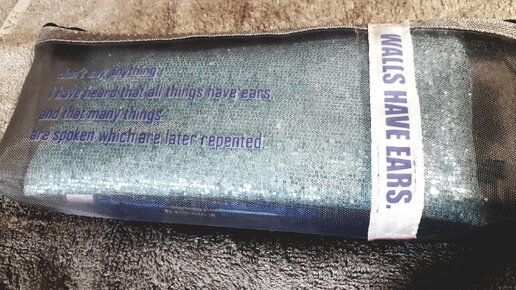 don't say anything
I have heard that all things have ears,
and that many things
are spoken which are later repented.
WALLS HAVE EARS.